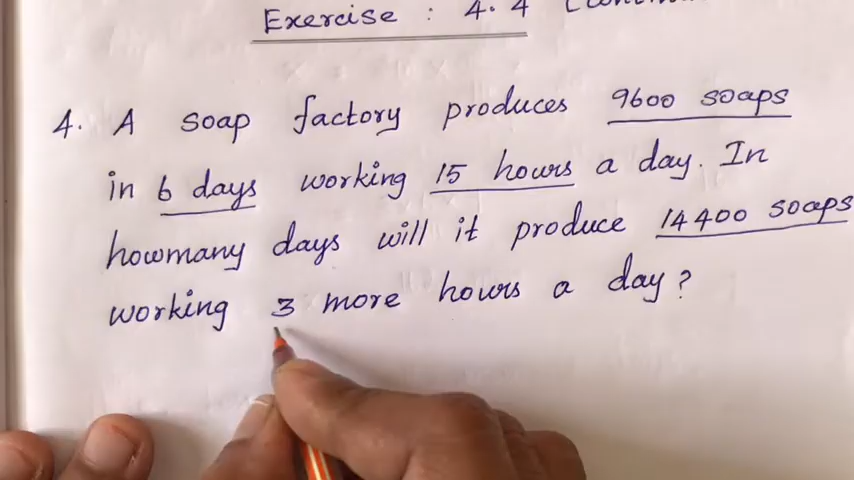 Exercise : 4.4
4. A soap factory produces 9600 soaps
in 6 days working 15 hours a day. In
howmany days will it produce 14400 soaps
working 3 more hours a day?